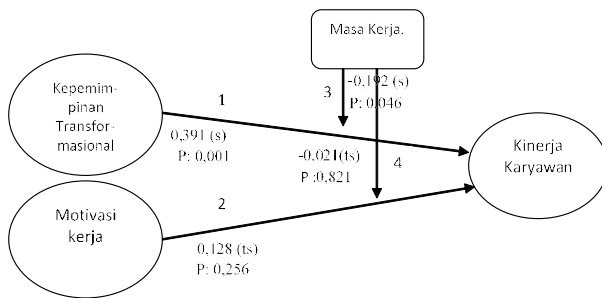 Masa Kerja.
-0,192 (s)
P: 0,046
3
Kepemim-
pinan
Transfor-
masional
1
0,391 (s)
P: 0,001
-0,021(ts)
P :0,821
4
Kinerja
Karyawan
Motivasi
kerja
2
0,128 (ts)
P: 0,256